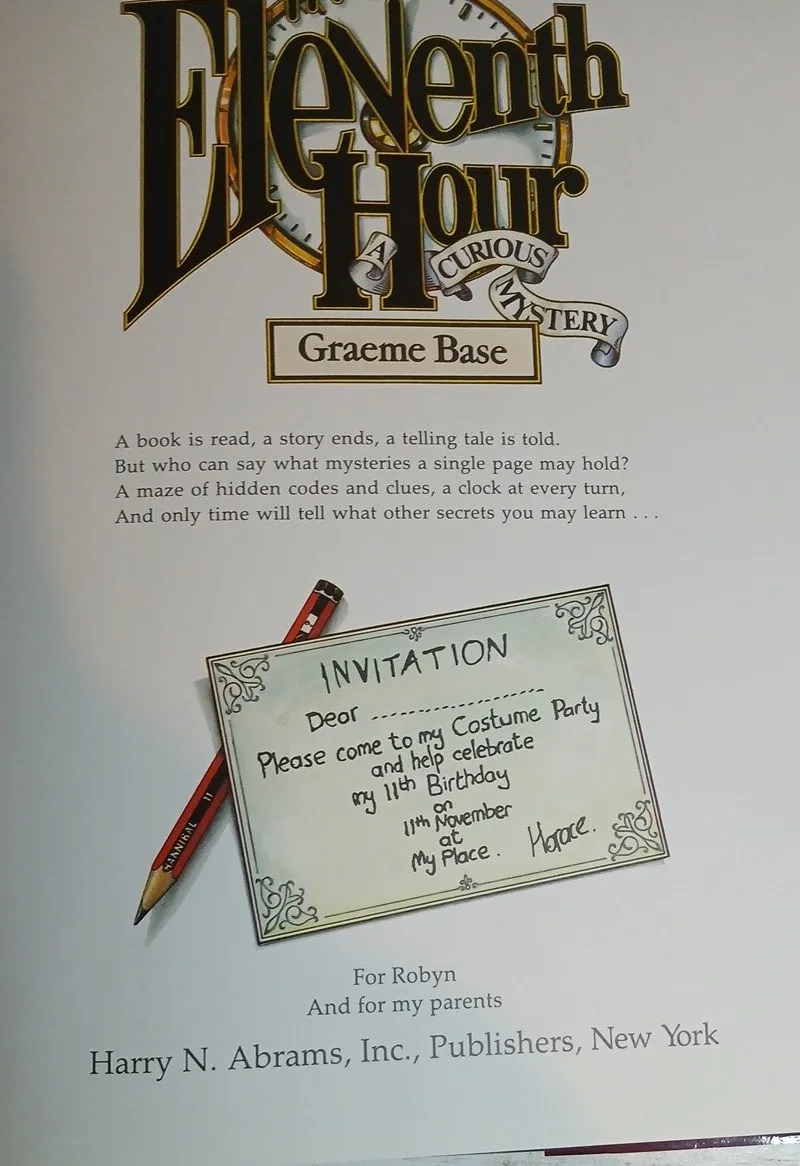 Eleventh
Hour
A CURIOUS
MYSTERY
Graeme Base
A book is read, a story ends, a telling tale is told.
But who can say what mysteries a single page may hold?
A maze of hidden codes and clues, a clock at every turn,
And only time will tell what other secrets you may learn . . .
INVITATION
Dear ........................
Please come to my Costume Party
and help celebrate
my 11th Birthday
on
11th November
at
My Place.
Horace.
HANNIBAL 11
For Robyn
And for my parents
Harry N. Abrams, Inc., Publishers, New York